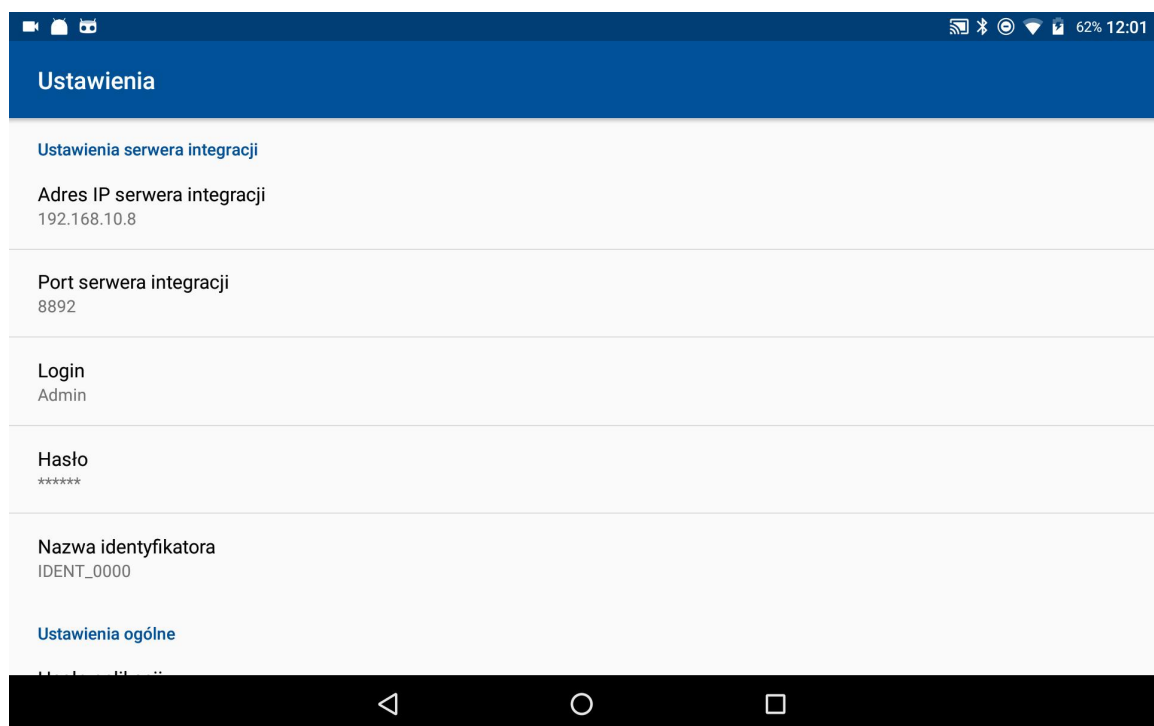 62% 12:01
Ustawienia
Ustawienia serwera integracji
Adres IP serwera integracji
192.168.10.8
Port serwera integracji
8892
Login
Admin
Hasło
******
Nazwa identyfikatora
IDENT_0000
Ustawienia ogólne